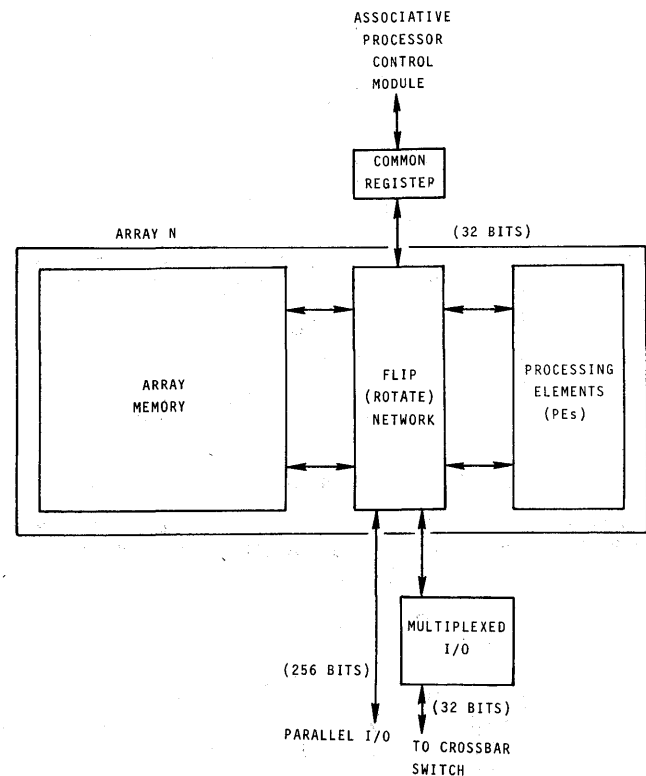 ASSOCIATIVE
PROCESSOR
CONTROL
MODULE
COMMON
REGISTER
ARRAY N
(32 BITS)
ARRAY
MEMORY
FLIP
(ROTATE)
NETWORK
PROCESSING
ELEMENTS
(PEs)
MULTIPLEXED
I/O
(256 BITS)
(32 BITS)
PARALLEL I/O
TO CROSSBAR
SWITCH